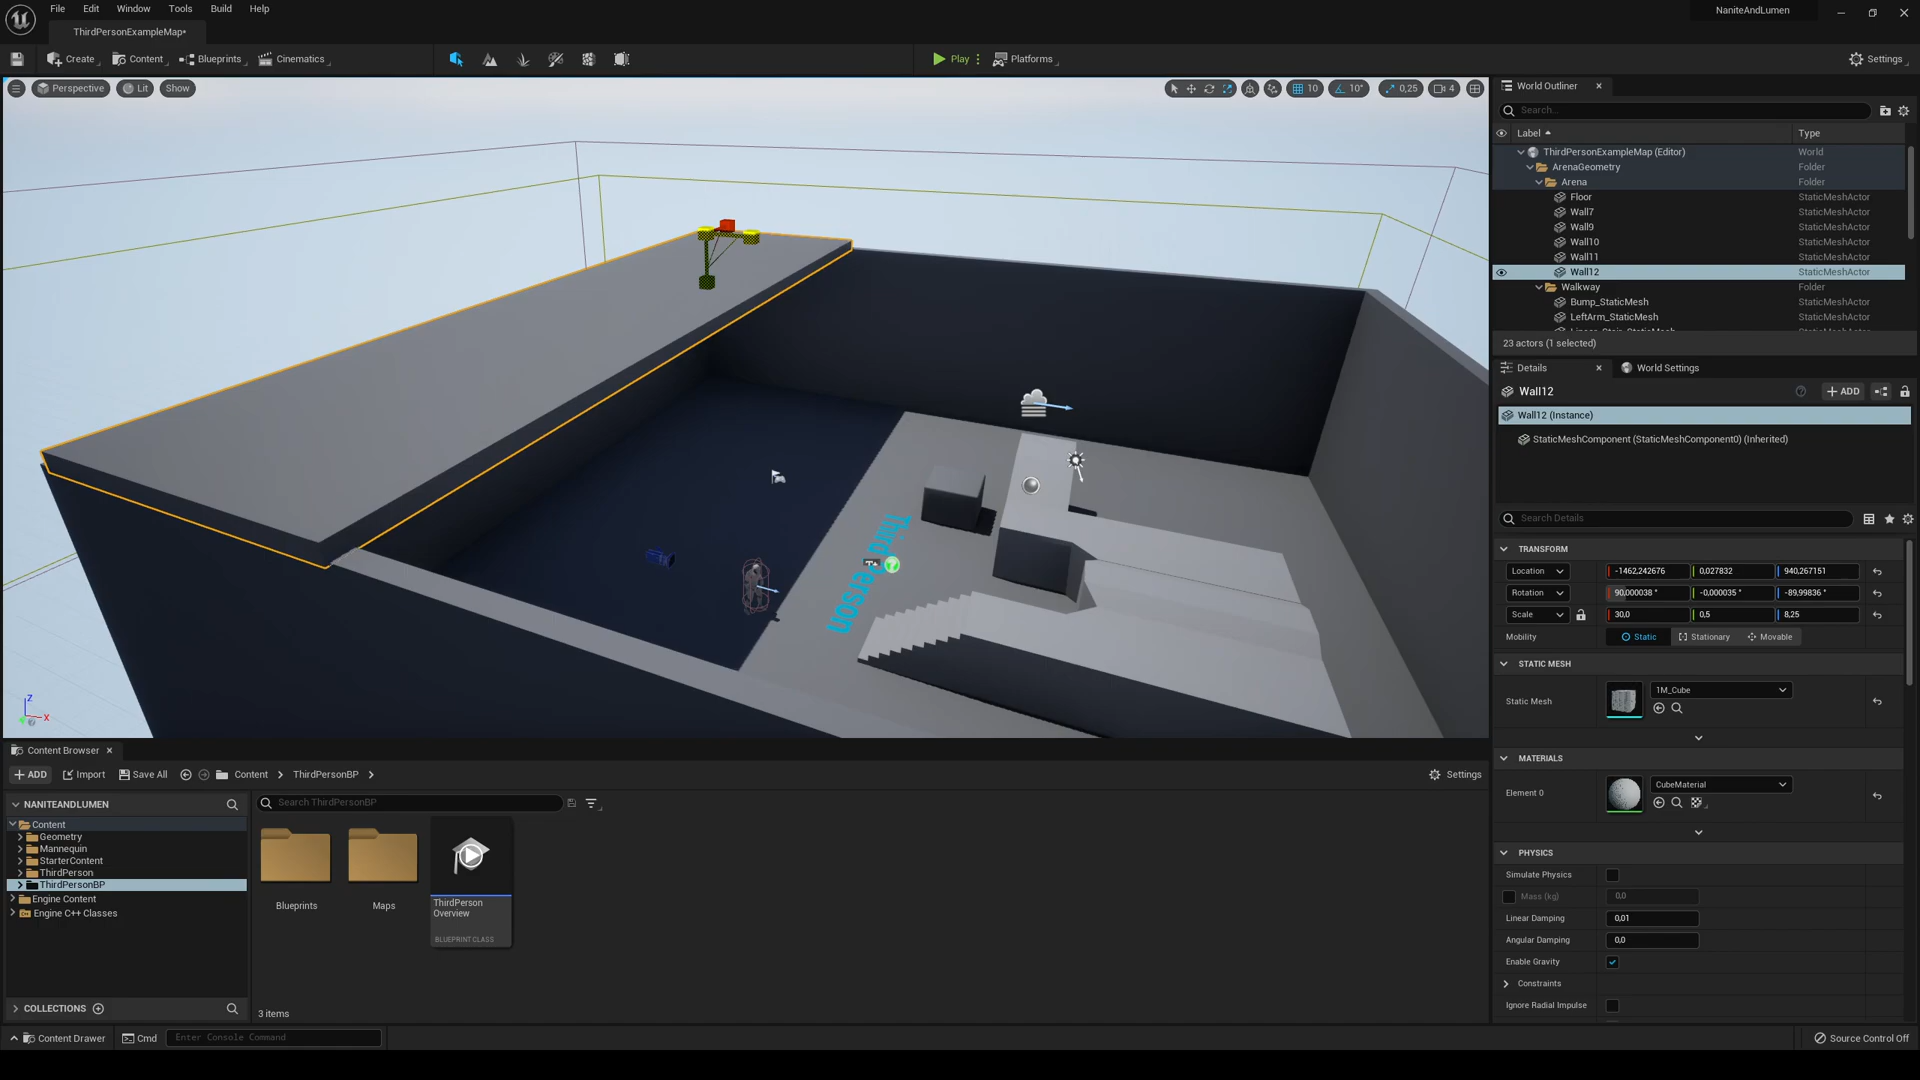 File Edit Window Tools Build Help
NaniteAndLumen
ThirdPersonExampleMap*
Create Content Blueprints Cinematics Play Platforms Settings
Perspective Lit Show 10 10° 0,25 4
World Outliner
Search...
Label Type
ThirdPersonExampleMap (Editor) World
ArenaGeometry Folder
Arena Folder
Floor StaticMeshActor
Wall7 StaticMeshActor
Wall9 StaticMeshActor
Wall10 StaticMeshActor
Wall11 StaticMeshActor
Wall12 StaticMeshActor
Walkway Folder
Bump_StaticMesh StaticMeshActor
LeftArm_StaticMesh StaticMeshActor
Linear_Stair_StaticMesh StaticMeshActor
23 actors (1 selected)
Details World Settings
Wall12 ADD
Wall12 (Instance)
StaticMeshComponent (StaticMeshComponent0) (Inherited)
Search Details
TRANSFORM
Location -1462,242676 0,027832 940,267151
Rotation 90,000038 ° -0,000035 ° -89,99836 °
Scale 30,0 0,5 8,25
Mobility Static Stationary Movable
STATIC MESH
Static Mesh 1M_Cube
MATERIALS
Element 0 CubeMaterial
PHYSICS
Simulate Physics
Mass (kg) 0,0
Linear Damping 0,01
Angular Damping 0,0
Enable Gravity
Constraints
Ignore Radial Impulse
Third Person
Z
X
Content Browser
ADD Import Save All Content ThirdPersonBP Settings
NANITEANDLUMEN
Search ThirdPersonBP
Content
Geometry
Mannequin
StarterContent
ThirdPerson
ThirdPersonBP
Engine Content
Engine C++ Classes
Blueprints
Maps
ThirdPerson
Overview
BLUEPRINT CLASS
COLLECTIONS
3 items
Content Drawer Cmd Enter Console Command Source Control Off